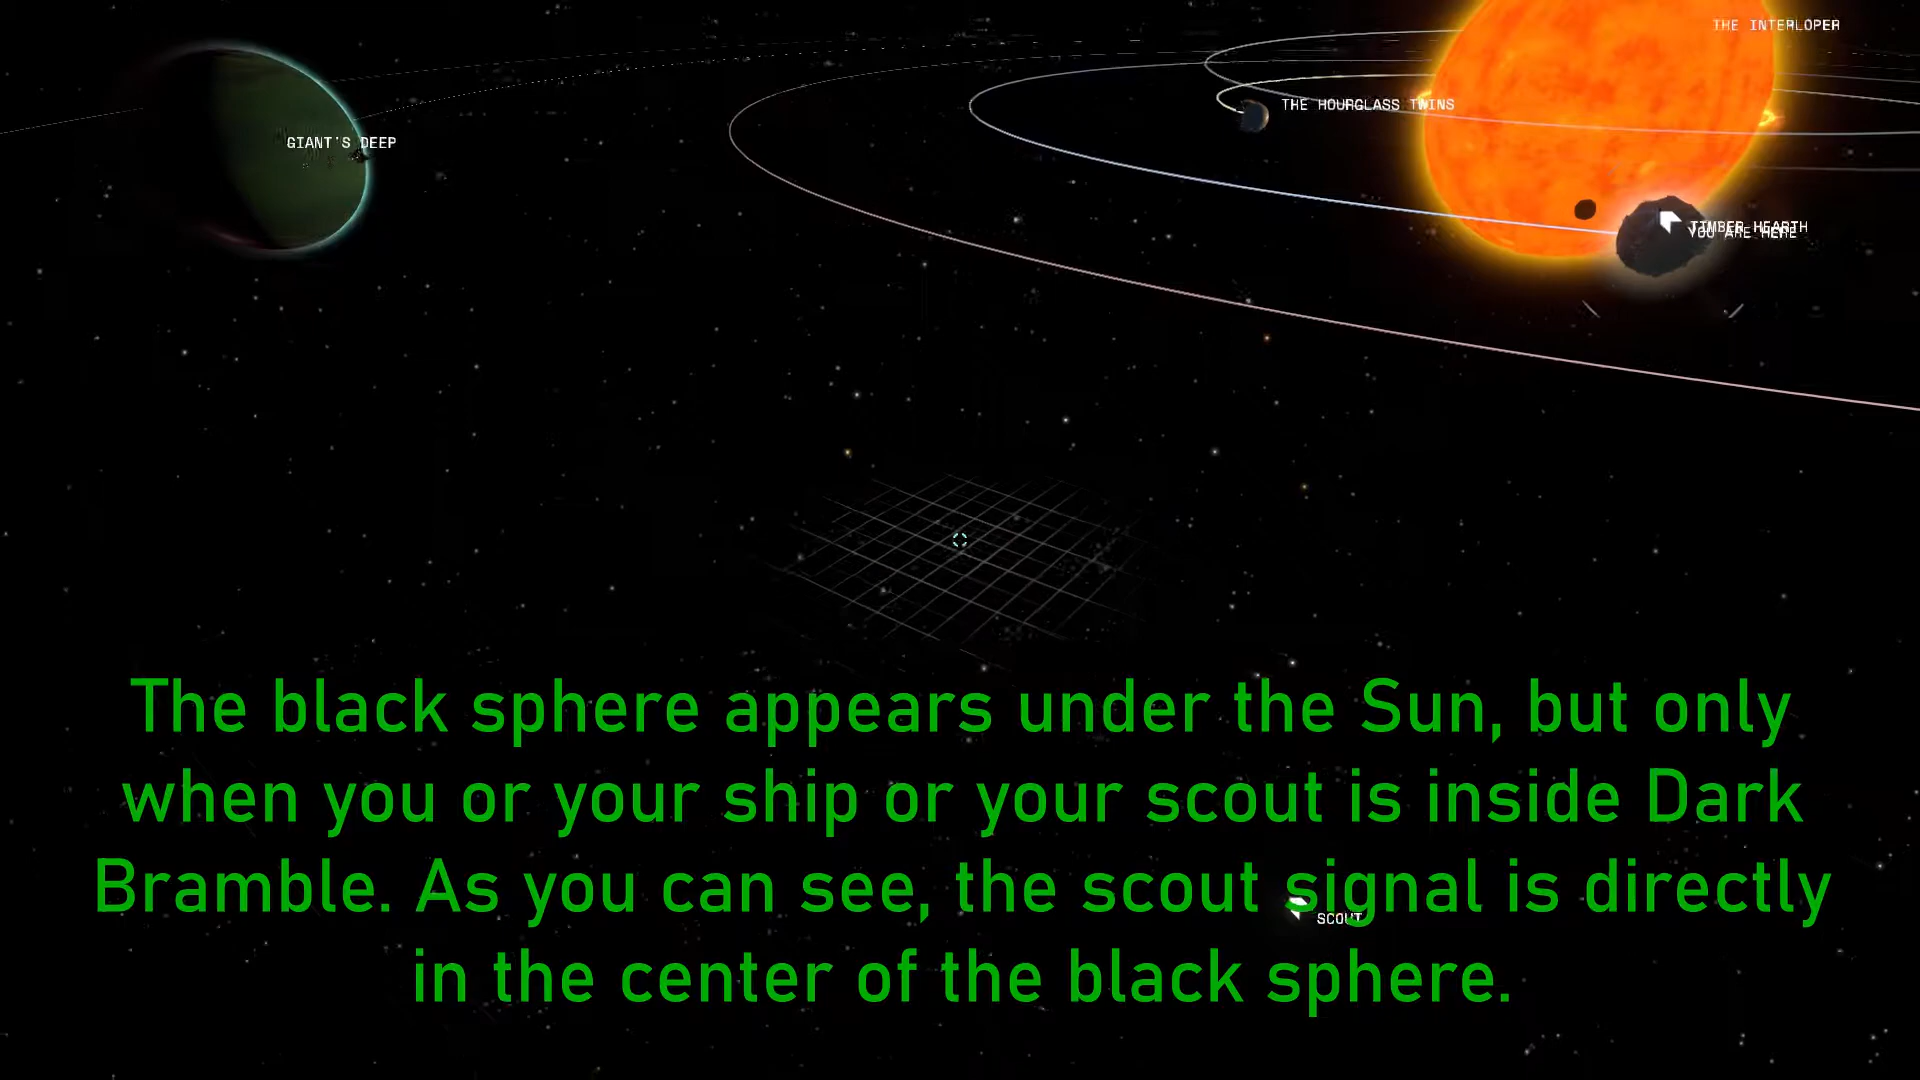 THE INTERLOPER
THE HOURGLASS TWINS
GIANT'S DEEP
TIMBER HEARTH
YOU ARE HERE
The black sphere appears under the Sun, but only
when you or your ship or your scout is inside Dark
Bramble. As you can see, the scout signal is directly
SCOUT
in the center of the black sphere.